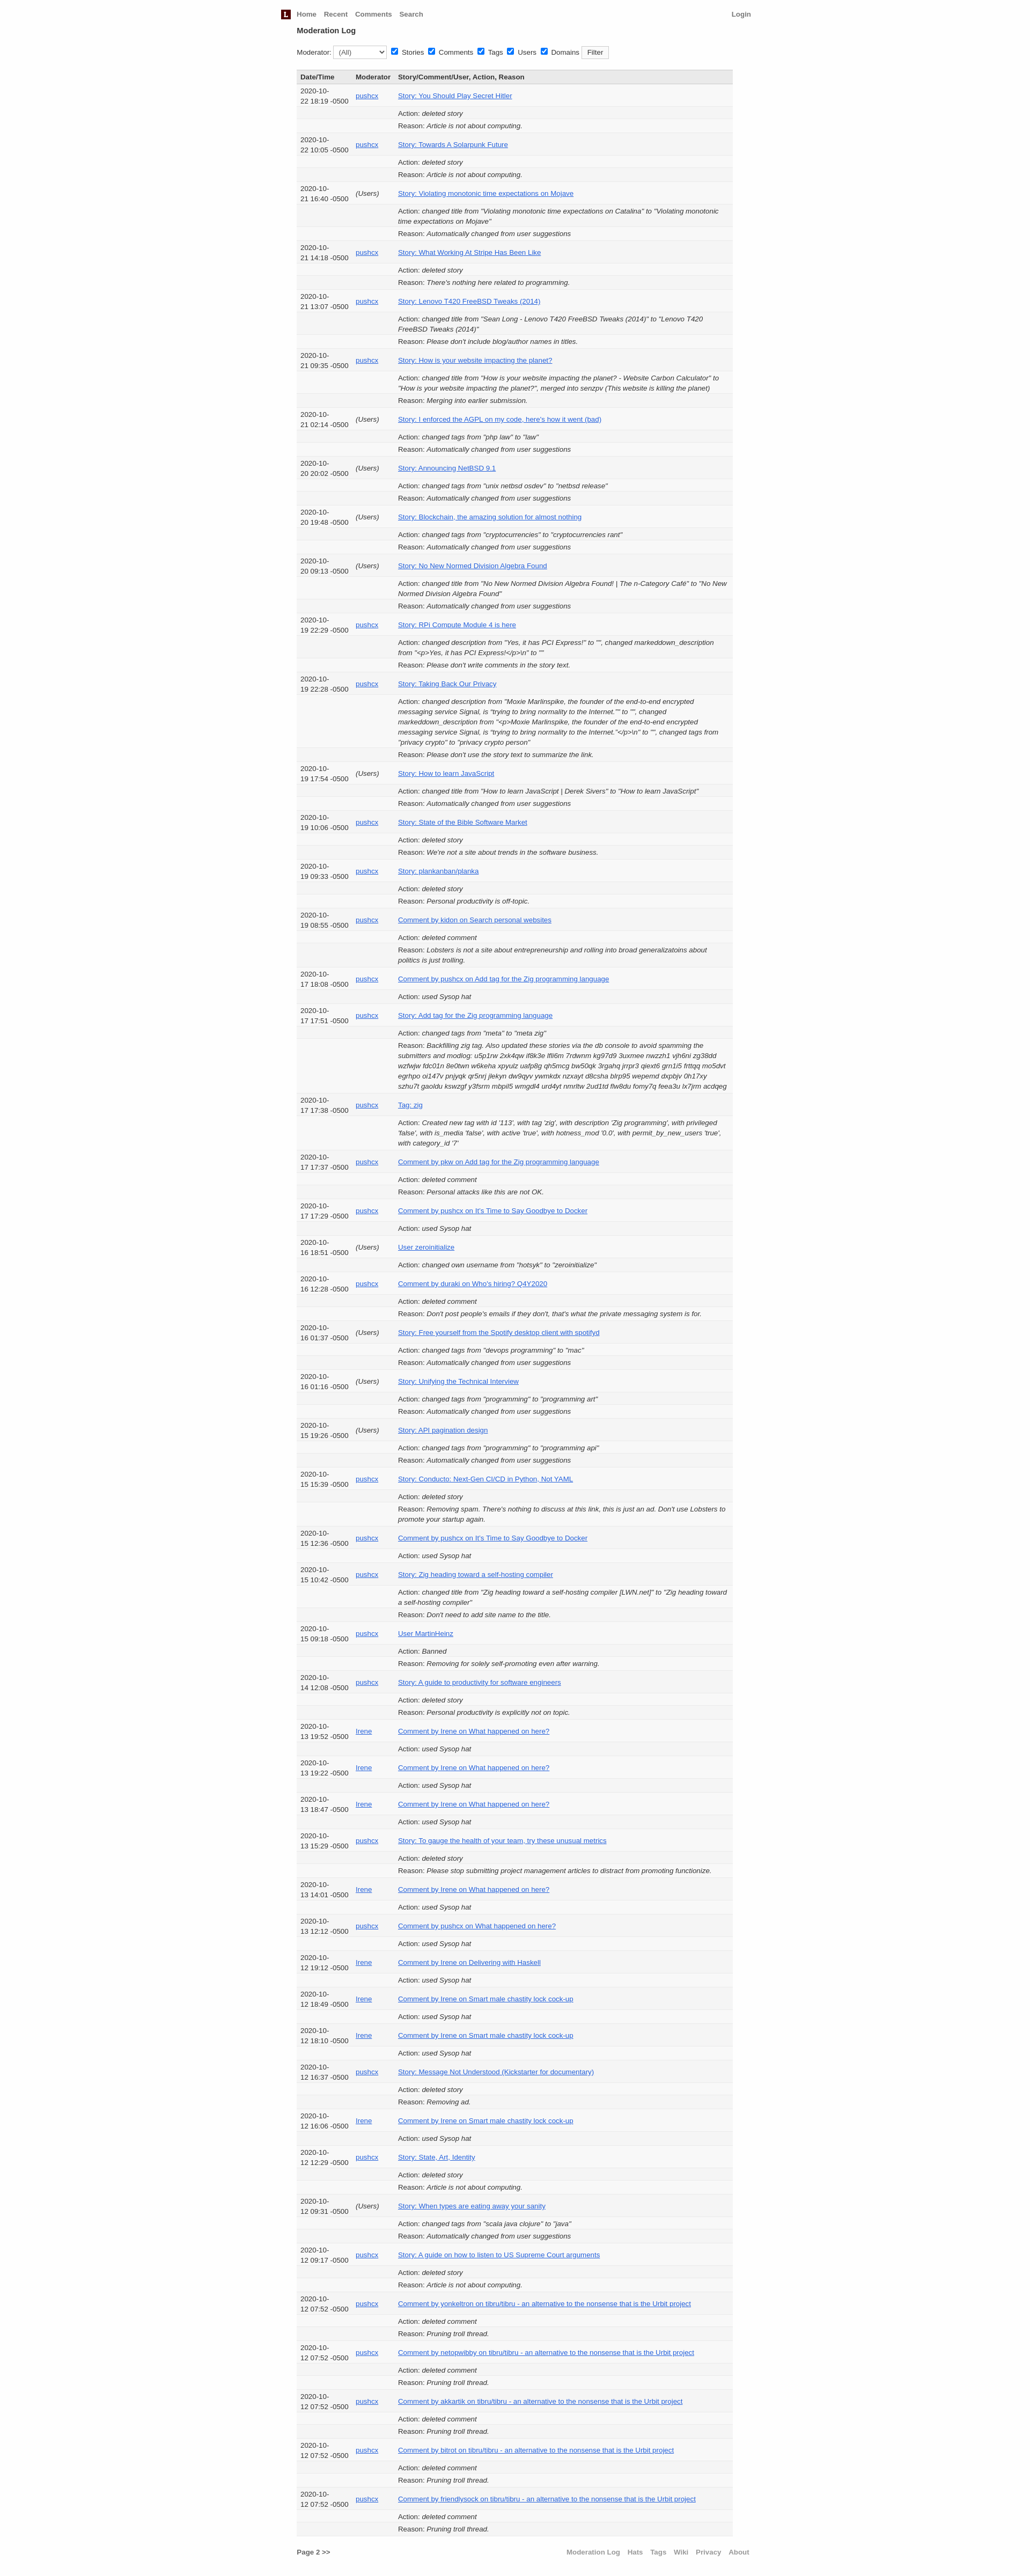 L Home Recent Comments Search Login
Moderation Log
Moderator: (All) Stories Comments Tags Users Domains Filter
Date/Time Moderator Story/Comment/User, Action, Reason
2020-10-
22 18:19 -0500 pushcx Story: You Should Play Secret Hitler
Action: deleted story
Reason: Article is not about computing.
2020-10-
22 10:05 -0500 pushcx Story: Towards A Solarpunk Future
Action: deleted story
Reason: Article is not about computing.
2020-10-
21 16:40 -0500 (Users) Story: Violating monotonic time expectations on Mojave
Action: changed title from "Violating monotonic time expectations on Catalina" to "Violating monotonic
time expectations on Mojave"
Reason: Automatically changed from user suggestions
2020-10-
21 14:18 -0500 pushcx Story: What Working At Stripe Has Been Like
Action: deleted story
Reason: There's nothing here related to programming.
2020-10-
21 13:07 -0500 pushcx Story: Lenovo T420 FreeBSD Tweaks (2014)
Action: changed title from "Sean Long - Lenovo T420 FreeBSD Tweaks (2014)" to "Lenovo T420
FreeBSD Tweaks (2014)"
Reason: Please don't include blog/author names in titles.
2020-10-
21 09:35 -0500 pushcx Story: How is your website impacting the planet?
Action: changed title from "How is your website impacting the planet? - Website Carbon Calculator" to
"How is your website impacting the planet?", merged into senzpv (This website is killing the planet)
Reason: Merging into earlier submission.
2020-10-
21 02:14 -0500 (Users) Story: I enforced the AGPL on my code, here's how it went (bad)
Action: changed tags from "php law" to "law"
Reason: Automatically changed from user suggestions
2020-10-
20 20:02 -0500 (Users) Story: Announcing NetBSD 9.1
Action: changed tags from "unix netbsd osdev" to "netbsd release"
Reason: Automatically changed from user suggestions
2020-10-
20 19:48 -0500 (Users) Story: Blockchain, the amazing solution for almost nothing
Action: changed tags from "cryptocurrencies" to "cryptocurrencies rant"
Reason: Automatically changed from user suggestions
2020-10-
20 09:13 -0500 (Users) Story: No New Normed Division Algebra Found
Action: changed title from "No New Normed Division Algebra Found! | The n-Category Café" to "No New
Normed Division Algebra Found"
Reason: Automatically changed from user suggestions
2020-10-
19 22:29 -0500 pushcx Story: RPi Compute Module 4 is here
Action: changed description from "Yes, it has PCI Express!" to "", changed markeddown_description
from "<p>Yes, it has PCI Express!</p>\n" to ""
Reason: Please don't write comments in the story text.
2020-10-
19 22:28 -0500 pushcx Story: Taking Back Our Privacy
Action: changed description from "Moxie Marlinspike, the founder of the end-to-end encrypted
messaging service Signal, is “trying to bring normality to the Internet.”" to "", changed
markeddown_description from "<p>Moxie Marlinspike, the founder of the end-to-end encrypted
messaging service Signal, is “trying to bring normality to the Internet.”</p>\n" to "", changed tags from
"privacy crypto" to "privacy crypto person"
Reason: Please don't use the story text to summarize the link.
2020-10-
19 17:54 -0500 (Users) Story: How to learn JavaScript
Action: changed title from "How to learn JavaScript | Derek Sivers" to "How to learn JavaScript"
Reason: Automatically changed from user suggestions
2020-10-
19 10:06 -0500 pushcx Story: State of the Bible Software Market
Action: deleted story
Reason: We're not a site about trends in the software business.
2020-10-
19 09:33 -0500 pushcx Story: plankanban/planka
Action: deleted story
Reason: Personal productivity is off-topic.
2020-10-
19 08:55 -0500 pushcx Comment by kidon on Search personal websites
Action: deleted comment
Reason: Lobsters is not a site about entrepreneurship and rolling into broad generalizatoins about
politics is just trolling.
2020-10-
17 18:08 -0500 pushcx Comment by pushcx on Add tag for the Zig programming language
Action: used Sysop hat
2020-10-
17 17:51 -0500 pushcx Story: Add tag for the Zig programming language
Action: changed tags from "meta" to "meta zig"
Reason: Backfilling zig tag. Also updated these stories via the db console to avoid spamming the
submitters and modlog: u5p1rw 2xk4qw if8k3e lfli6m 7rdwnm kg97d9 3uxmee nwzzh1 vjh6ni zg38dd
wzfwjw fdc01n 8e0twn w6keha xpyulz uafp8g qh5mcg bw50qk 3rgahq jrrpr3 qiext6 grn1l5 frttqq mo5dvt
egrhpo oi147v pnjyqk qr5nrj jlekyn dw9qyv ywmkdx nzxayt d8csha blrp95 wepemd dxpbjv 0h17xy
szhu7t gaoldu kswzgf y3fsrm mbpil5 wmgdl4 urd4yt nmrltw 2ud1td fiw8du fomy7q feea3u lx7jrm acdqeg
2020-10-
17 17:38 -0500 pushcx Tag: zig
Action: Created new tag with id '113', with tag 'zig', with description 'Zig programming', with privileged
'false', with is_media 'false', with active 'true', with hotness_mod '0.0', with permit_by_new_users 'true',
with category_id '7'
2020-10-
17 17:37 -0500 pushcx Comment by pkw on Add tag for the Zig programming language
Action: deleted comment
Reason: Personal attacks like this are not OK.
2020-10-
17 17:29 -0500 pushcx Comment by pushcx on It's Time to Say Goodbye to Docker
Action: used Sysop hat
2020-10-
16 18:51 -0500 (Users) User zeroinitialize
Action: changed own username from "hotsyk" to "zeroinitialize"
2020-10-
16 12:28 -0500 pushcx Comment by duraki on Who's hiring? Q4Y2020
Action: deleted comment
Reason: Don't post people's emails if they don't, that's what the private messaging system is for.
2020-10-
16 01:37 -0500 (Users) Story: Free yourself from the Spotify desktop client with spotifyd
Action: changed tags from "devops programming" to "mac"
Reason: Automatically changed from user suggestions
2020-10-
16 01:16 -0500 (Users) Story: Unifying the Technical Interview
Action: changed tags from "programming" to "programming art"
Reason: Automatically changed from user suggestions
2020-10-
15 19:26 -0500 (Users) Story: API pagination design
Action: changed tags from "programming" to "programming api"
Reason: Automatically changed from user suggestions
2020-10-
15 15:39 -0500 pushcx Story: Conducto: Next-Gen CI/CD in Python, Not YAML
Action: deleted story
Reason: Removing spam. There's nothing to discuss at this link, this is just an ad. Don't use Lobsters to
promote your startup again.
2020-10-
15 12:36 -0500 pushcx Comment by pushcx on It's Time to Say Goodbye to Docker
Action: used Sysop hat
2020-10-
15 10:42 -0500 pushcx Story: Zig heading toward a self-hosting compiler
Action: changed title from "Zig heading toward a self-hosting compiler [LWN.net]" to "Zig heading toward
a self-hosting compiler"
Reason: Don't need to add site name to the title.
2020-10-
15 09:18 -0500 pushcx User MartinHeinz
Action: Banned
Reason: Removing for solely self-promoting even after warning.
2020-10-
14 12:08 -0500 pushcx Story: A guide to productivity for software engineers
Action: deleted story
Reason: Personal productivity is explicitly not on topic.
2020-10-
13 19:52 -0500 Irene Comment by Irene on What happened on here?
Action: used Sysop hat
2020-10-
13 19:22 -0500 Irene Comment by Irene on What happened on here?
Action: used Sysop hat
2020-10-
13 18:47 -0500 Irene Comment by Irene on What happened on here?
Action: used Sysop hat
2020-10-
13 15:29 -0500 pushcx Story: To gauge the health of your team, try these unusual metrics
Action: deleted story
Reason: Please stop submitting project management articles to distract from promoting functionize.
2020-10-
13 14:01 -0500 Irene Comment by Irene on What happened on here?
Action: used Sysop hat
2020-10-
13 12:12 -0500 pushcx Comment by pushcx on What happened on here?
Action: used Sysop hat
2020-10-
12 19:12 -0500 Irene Comment by Irene on Delivering with Haskell
Action: used Sysop hat
2020-10-
12 18:49 -0500 Irene Comment by Irene on Smart male chastity lock cock-up
Action: used Sysop hat
2020-10-
12 18:10 -0500 Irene Comment by Irene on Smart male chastity lock cock-up
Action: used Sysop hat
2020-10-
12 16:37 -0500 pushcx Story: Message Not Understood (Kickstarter for documentary)
Action: deleted story
Reason: Removing ad.
2020-10-
12 16:06 -0500 Irene Comment by Irene on Smart male chastity lock cock-up
Action: used Sysop hat
2020-10-
12 12:29 -0500 pushcx Story: State, Art, Identity
Action: deleted story
Reason: Article is not about computing.
2020-10-
12 09:31 -0500 (Users) Story: When types are eating away your sanity
Action: changed tags from "scala java clojure" to "java"
Reason: Automatically changed from user suggestions
2020-10-
12 09:17 -0500 pushcx Story: A guide on how to listen to US Supreme Court arguments
Action: deleted story
Reason: Article is not about computing.
2020-10-
12 07:52 -0500 pushcx Comment by yonkeltron on tibru/tibru - an alternative to the nonsense that is the Urbit project
Action: deleted comment
Reason: Pruning troll thread.
2020-10-
12 07:52 -0500 pushcx Comment by netopwibby on tibru/tibru - an alternative to the nonsense that is the Urbit project
Action: deleted comment
Reason: Pruning troll thread.
2020-10-
12 07:52 -0500 pushcx Comment by akkartik on tibru/tibru - an alternative to the nonsense that is the Urbit project
Action: deleted comment
Reason: Pruning troll thread.
2020-10-
12 07:52 -0500 pushcx Comment by bitrot on tibru/tibru - an alternative to the nonsense that is the Urbit project
Action: deleted comment
Reason: Pruning troll thread.
2020-10-
12 07:52 -0500 pushcx Comment by friendlysock on tibru/tibru - an alternative to the nonsense that is the Urbit project
Action: deleted comment
Reason: Pruning troll thread.
Page 2 >> Moderation Log Hats Tags Wiki Privacy About